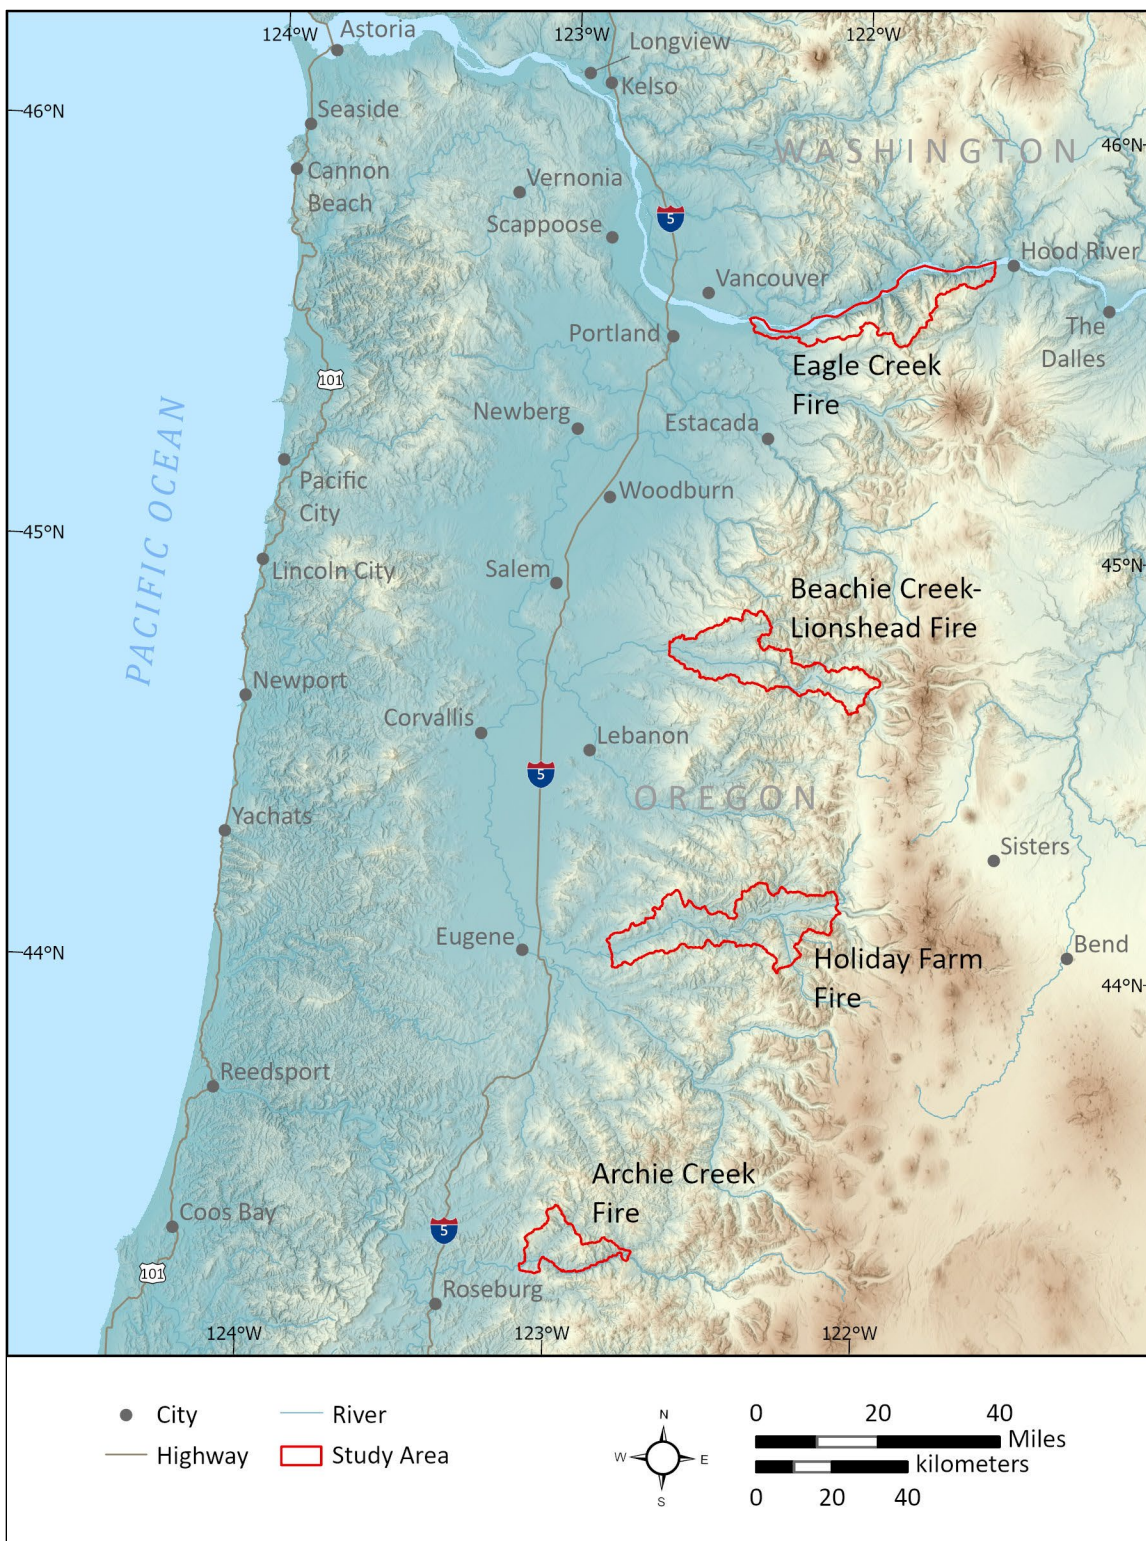 124°W
123°W
122°W
Astoria
Longview
Kelso
46°N
Seaside
WASHINGTON
46°N
Cannon
Beach
Vernonia
Scappoose
5
Hood River
Vancouver
The
Dalles
Portland
Eagle Creek
Fire
101
PACIFIC OCEAN
Newberg
Estacada
Pacific
City
Woodburn
45°N
Lincoln City
Salem
45°N
Beachie Creek-
Lionshead Fire
Newport
Corvallis
Lebanon
5
OREGON
Yachats
Sisters
Eugene
44°N
Holiday Farm
Fire
Bend
44°N
Reedsport
Archie Creek
Fire
Coos Bay
5
101
Roseburg
124°W
123°W
122°W
City
River
Highway
Study Area
N
W
E
S
0 20 40
Miles
kilometers
0 20 40